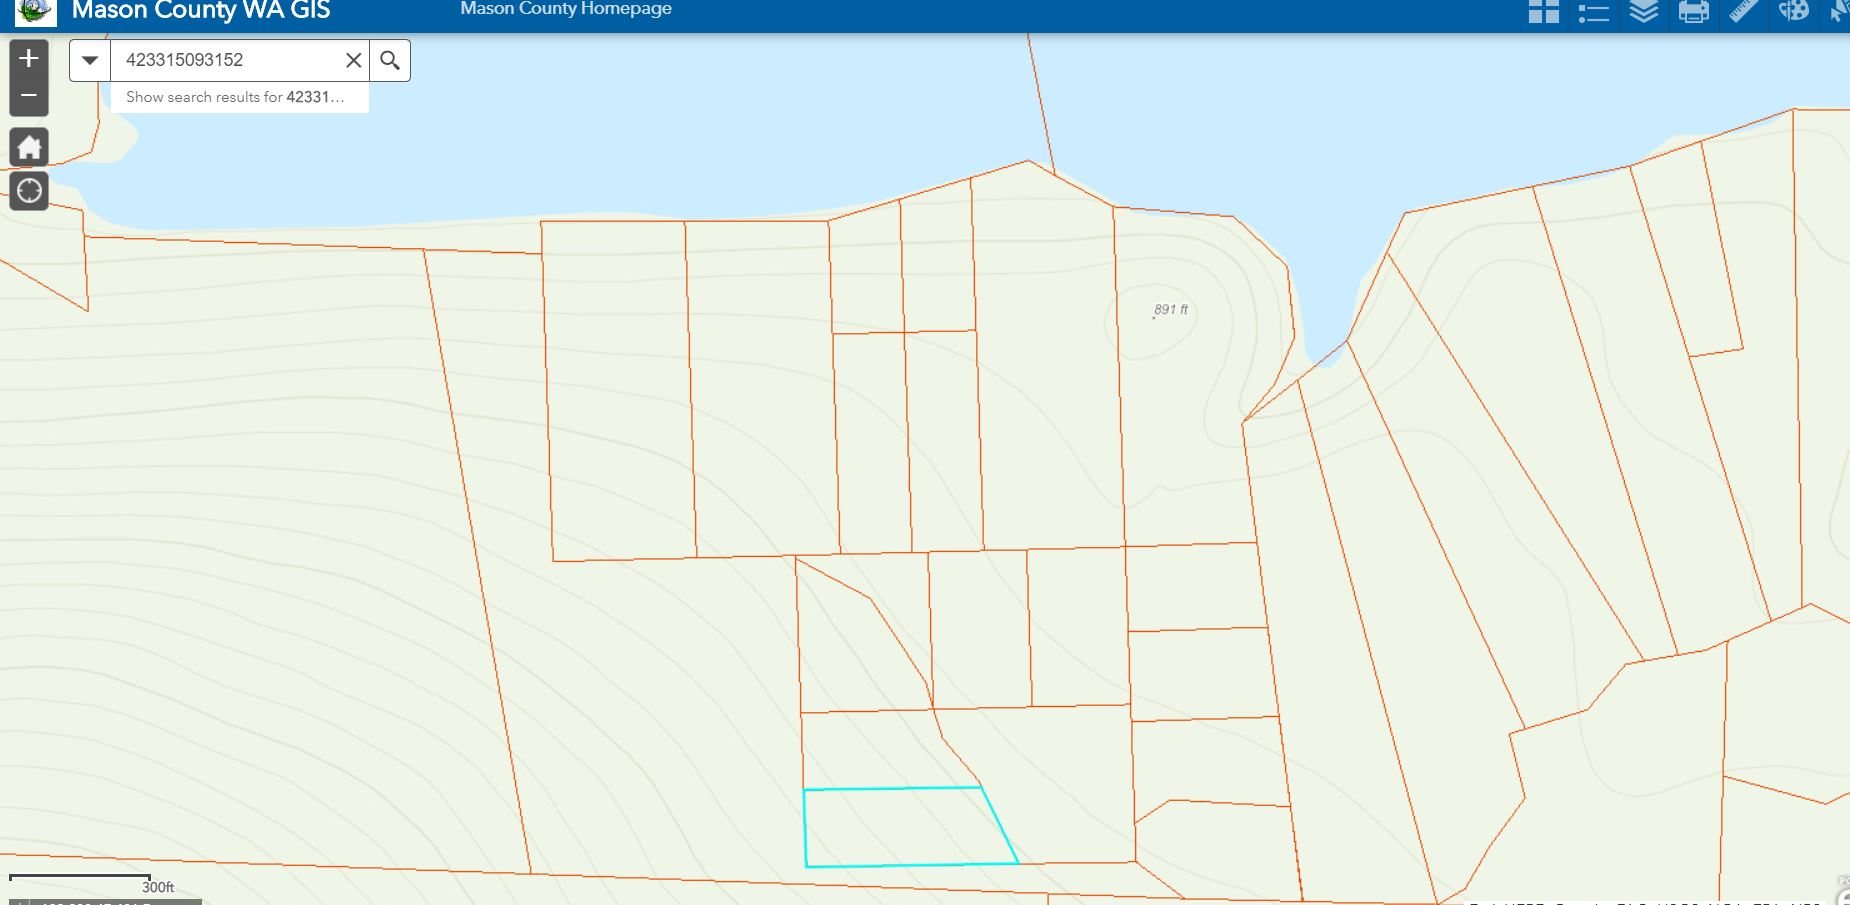 Mason County WA GIS
Mason County Homepage
423315093152
Show search results for 42331...
891 ft
300ft